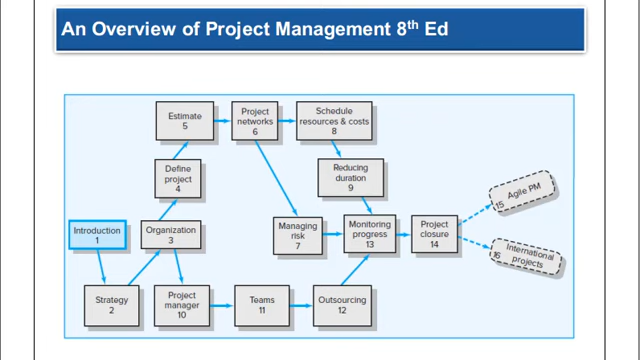 An Overview of Project Management 8th Ed
Estimate
5
Project
networks
6
Schedule
resources & costs
8
Define
project
4
Reducing
duration
9
Agile PM
15
Introduction
1
Organization
3
Managing
risk
7
Monitoring
progress
13
Project
closure
14
International
projects
16
Strategy
2
Project
manager
10
Teams
11
Outsourcing
12